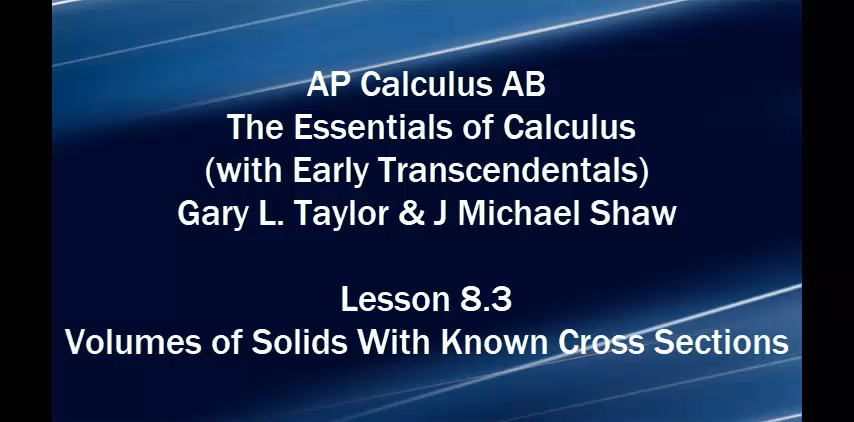 AP Calculus AB
The Essentials of Calculus
(with Early Transcendentals)
Gary L. Taylor & J Michael Shaw
Lesson 8.3
Volumes of Solids With Known Cross Sections